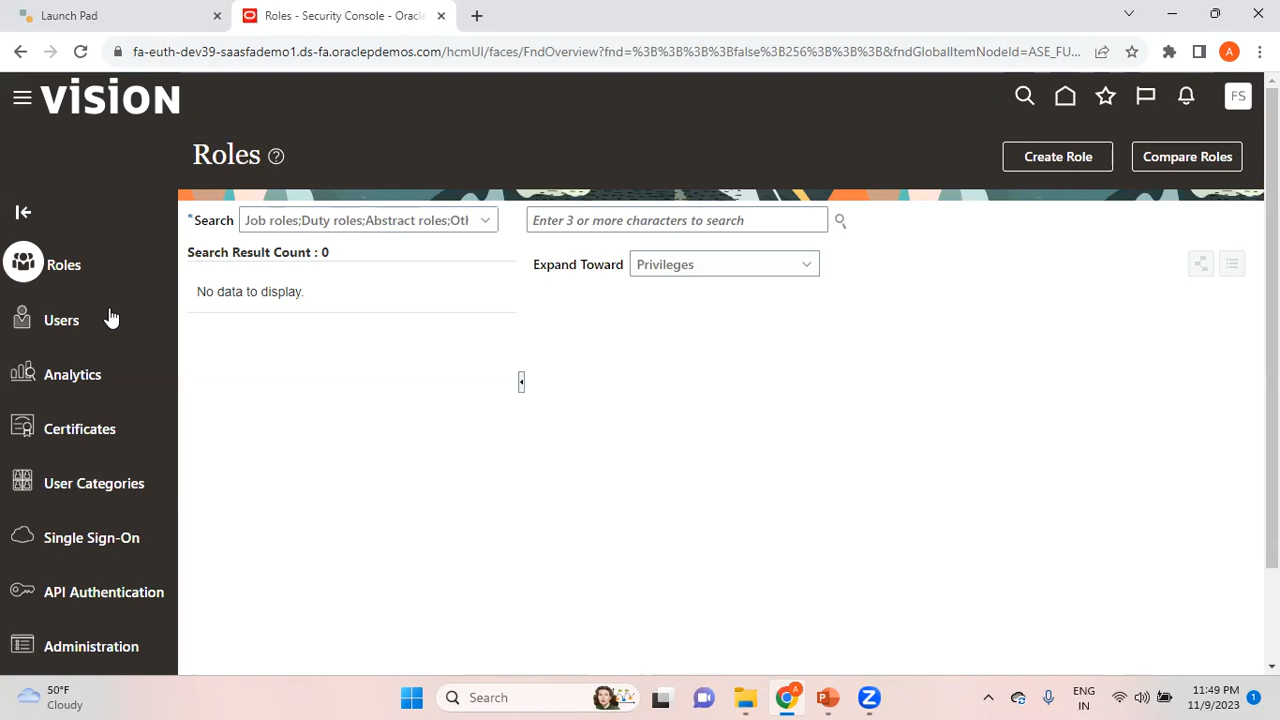 Launch Pad
Roles - Security Console - Oracle
fa-euth-dev39-saasfademo1.ds-fa.oraclepdemos.com/hcmUI/faces/FndOverview?fnd=%3B%3B%3B%3Bfalse%3B256%3B%3B%3B&fndGlobalItemNodeId=ASE_FU...
A
VISION
FS
Roles ?
Create Role
Compare Roles
*Search
Job roles;Duty roles;Abstract roles;Oth
Enter 3 or more characters to search
Search Result Count : 0
Expand Toward
Privileges
No data to display.
Roles
Users
Analytics
Certificates
User Categories
Single Sign-On
API Authentication
Administration
50°F
Cloudy
Search
ENG
IN
11:49 PM
11/9/2023
1